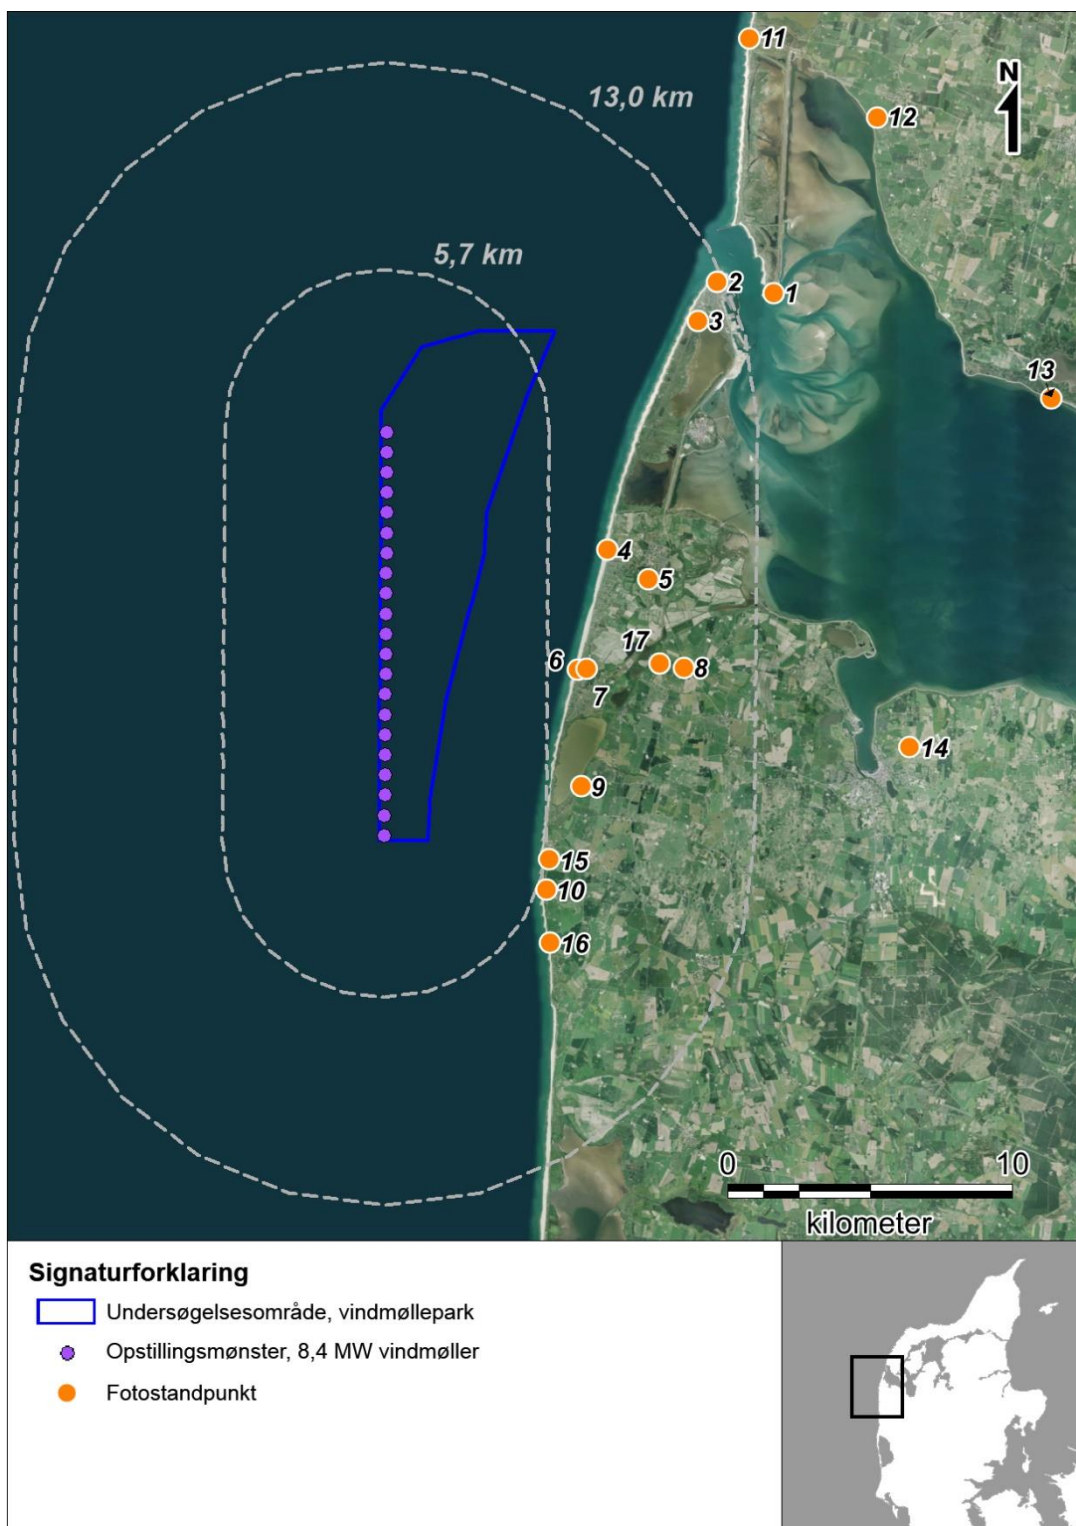 11
N
13,0 km
12
5,7 km
2
1
3
13
4
5
17
6
8
7
14
9
15
10
16
0
10
kilometer
Signaturforklaring
Undersøgelsesområde, vindmøllepark
Opstillingsmønster, 8,4 MW vindmøller
Fotostandpunkt